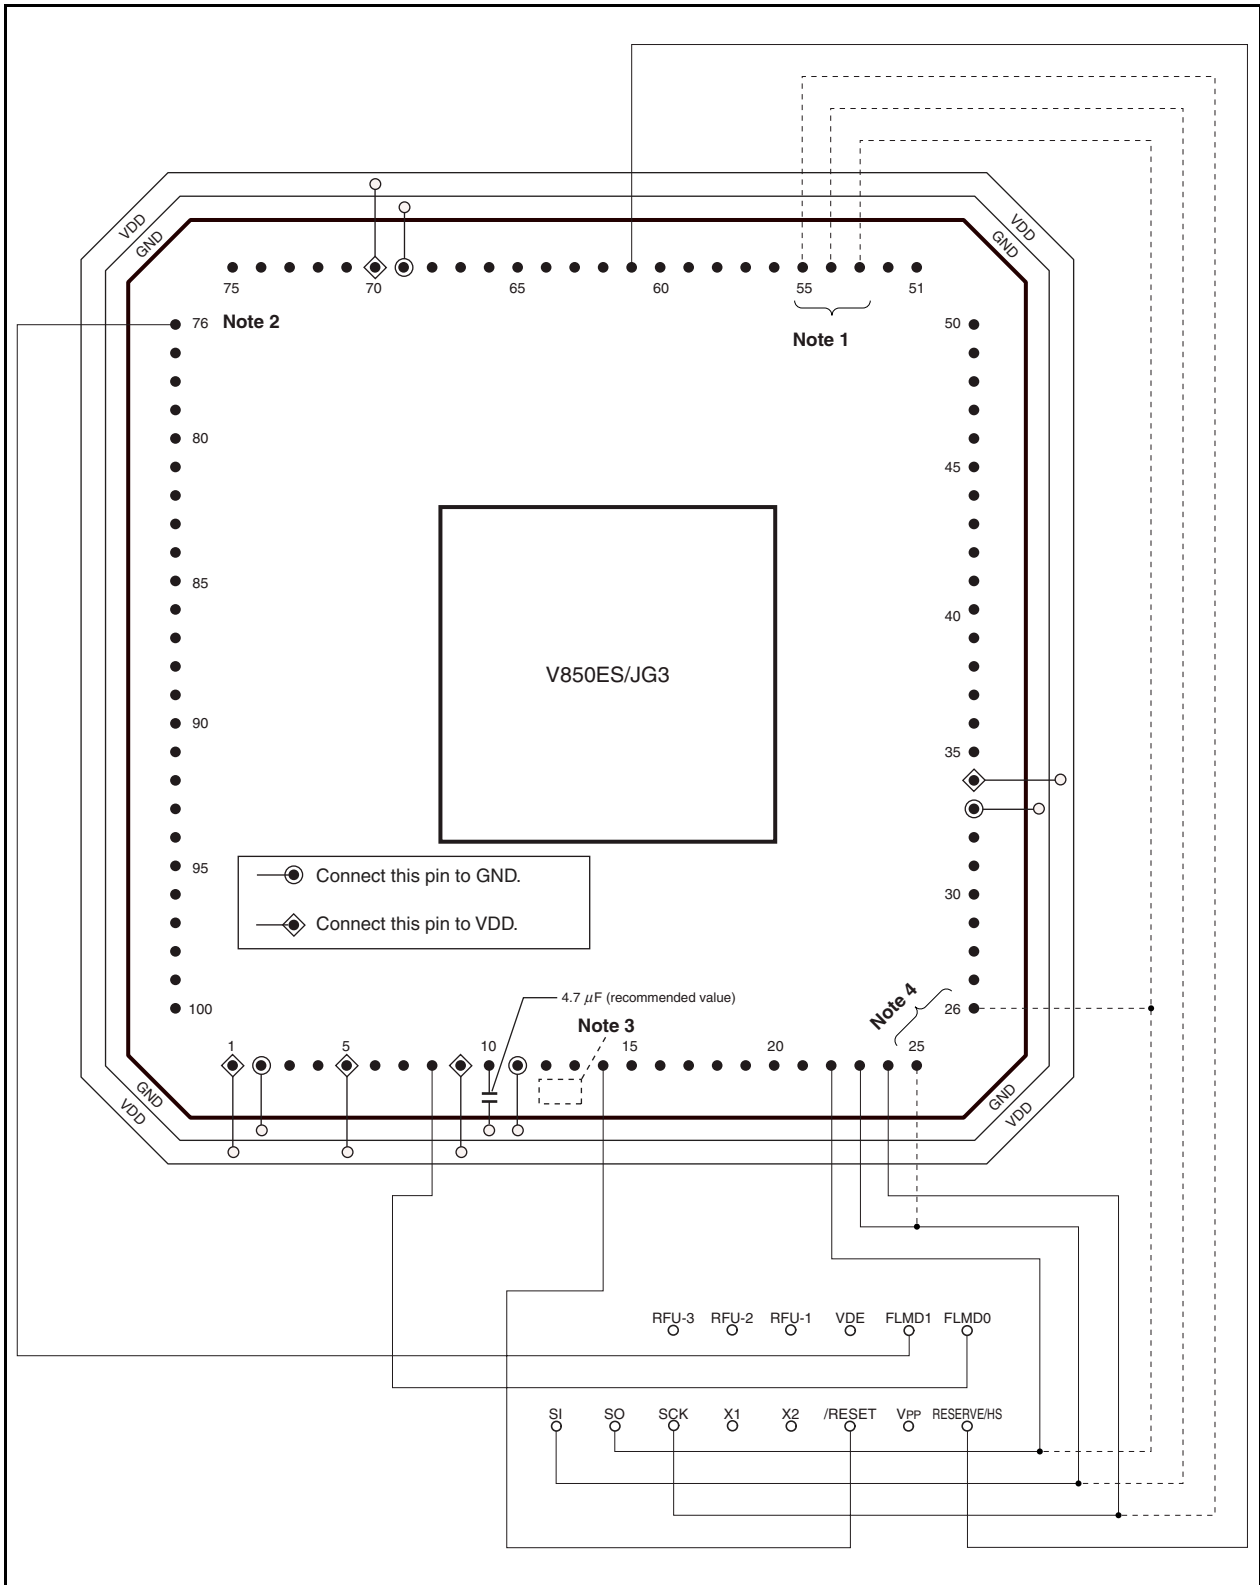 VDD
GND
VDD
GND
75
70
65
60
55
51
76
Note 2
Note 1
50
80
45
85
40
V850ES/JG3
90
35
95
Connect this pin to GND.
Connect this pin to VDD.
30
100
4.7 μF (recommended value)
Note 3
Note 4
26
1
5
10
15
20
25
GND
VDD
GND
VDD
RFU-3 RFU-2 RFU-1 VDE FLMD1 FLMD0
SI SO SCK X1 X2 /RESET VPP RESERVE/HS